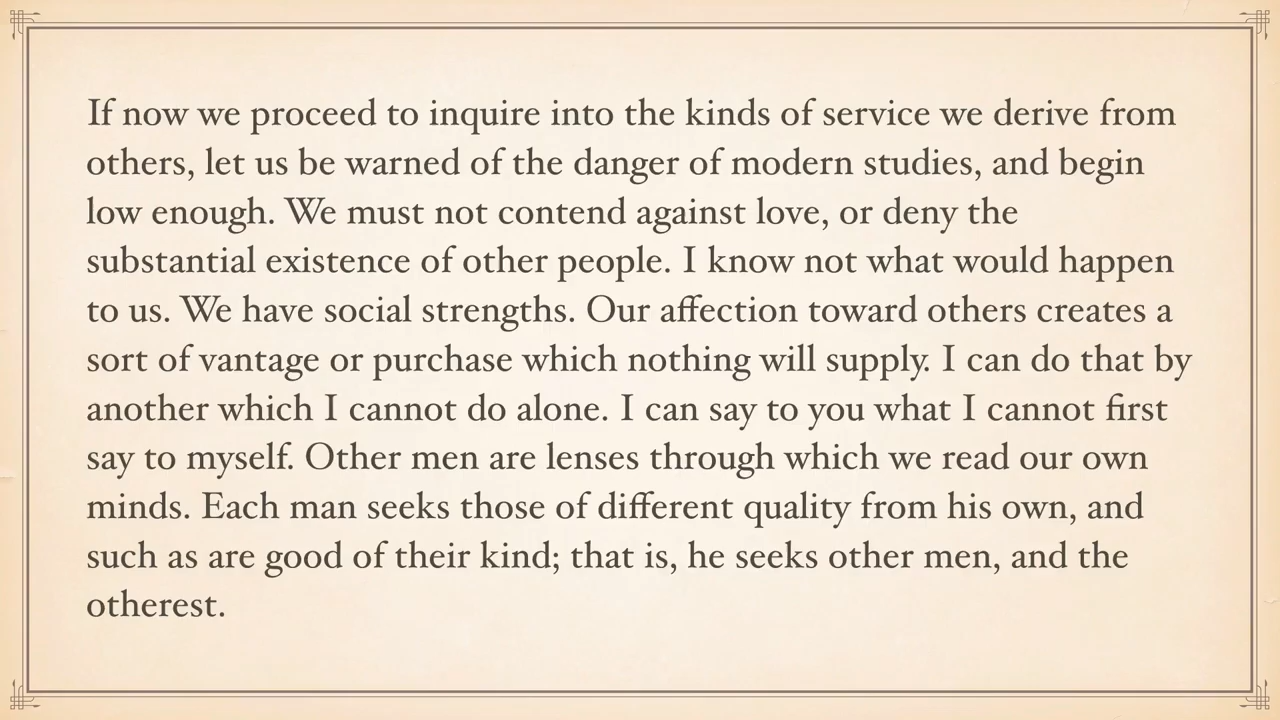 If now we proceed to inquire into the kinds of service we derive from
others, let us be warned of the danger of modern studies, and begin
low enough. We must not contend against love, or deny the
substantial existence of other people. I know not what would happen
to us. We have social strengths. Our affection toward others creates a
sort of vantage or purchase which nothing will supply. I can do that by
another which I cannot do alone. I can say to you what I cannot first
say to myself. Other men are lenses through which we read our own
minds. Each man seeks those of different quality from his own, and
such as are good of their kind; that is, he seeks other men, and the
otherest.